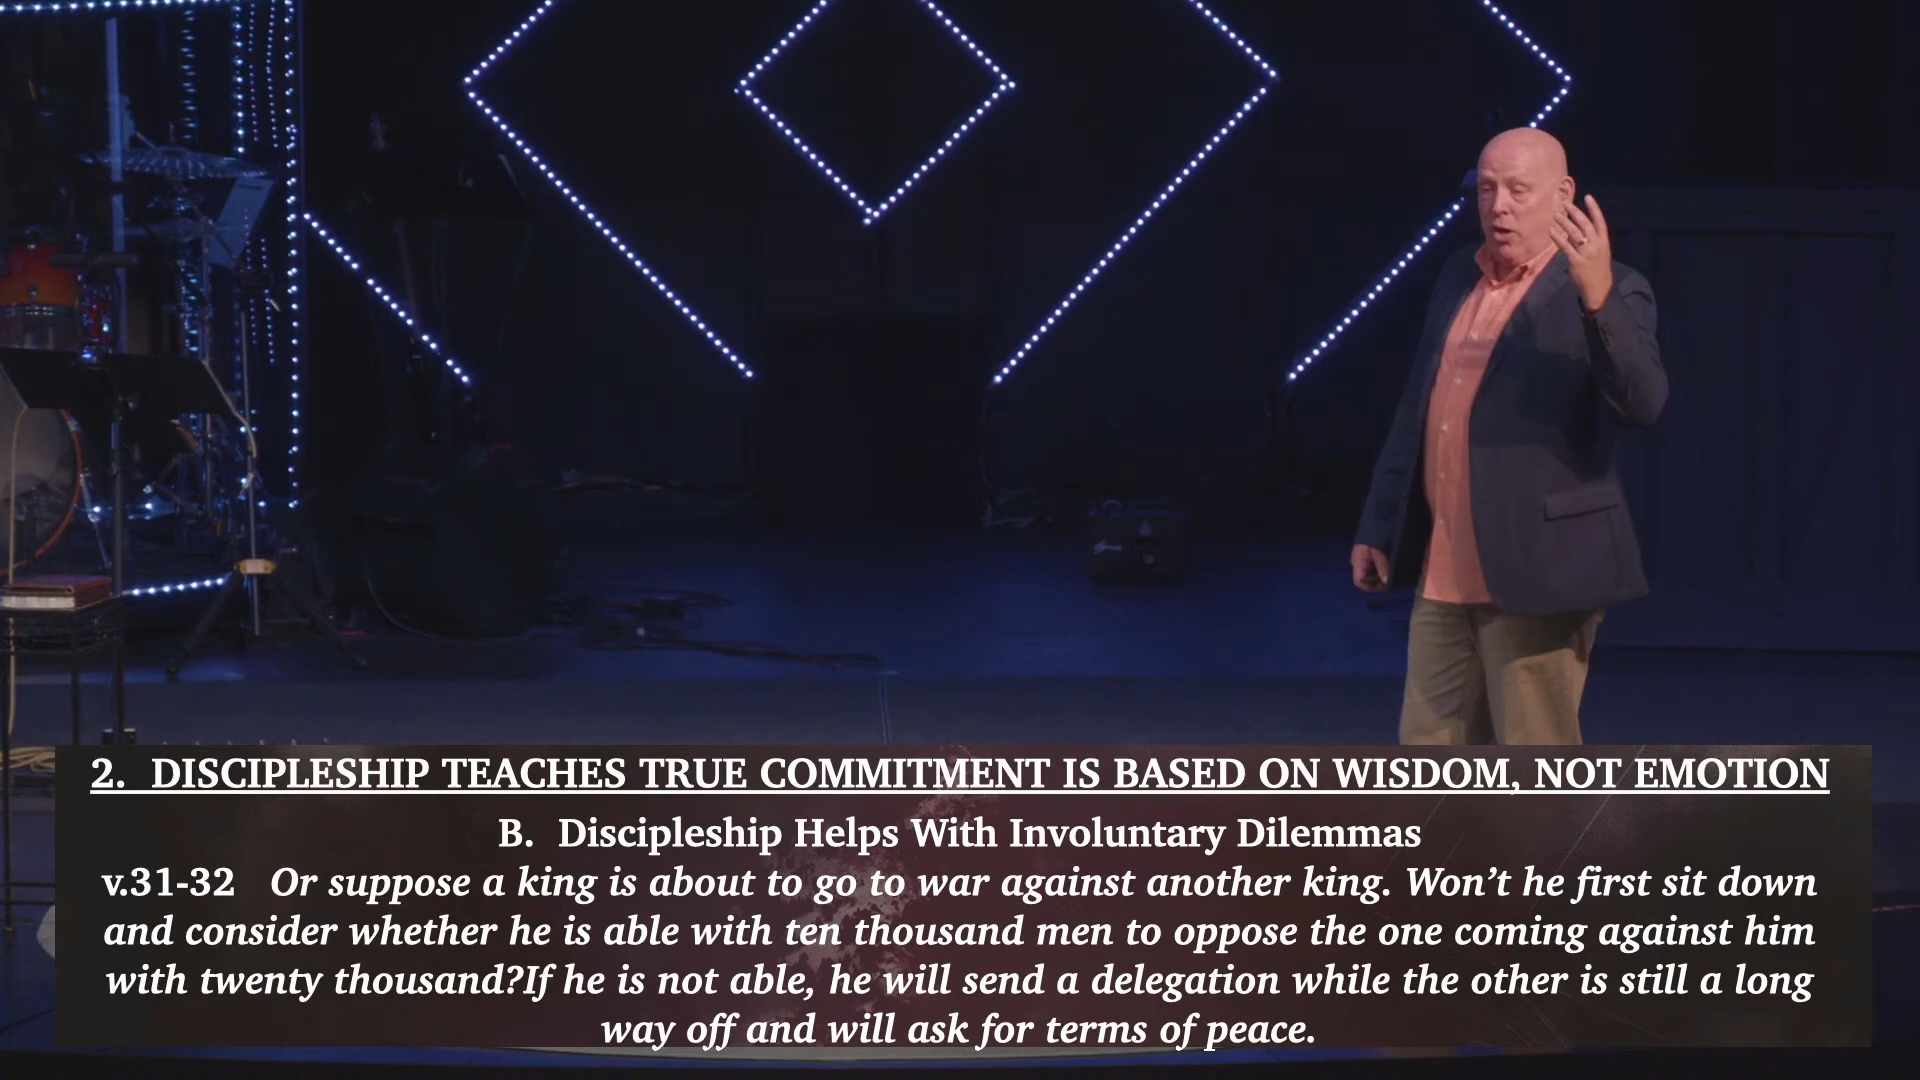 2. DISCIPLESHIP TEACHES TRUE COMMITMENT IS BASED ON WISDOM, NOT EMOTION
B. Discipleship Helps With Involuntary Dilemmas
v.31-32 Or suppose a king is about to go to war against another king. Won’t he first sit down
and consider whether he is able with ten thousand men to oppose the one coming against him
with twenty thousand?If he is not able, he will send a delegation while the other is still a long
way off and will ask for terms of peace.